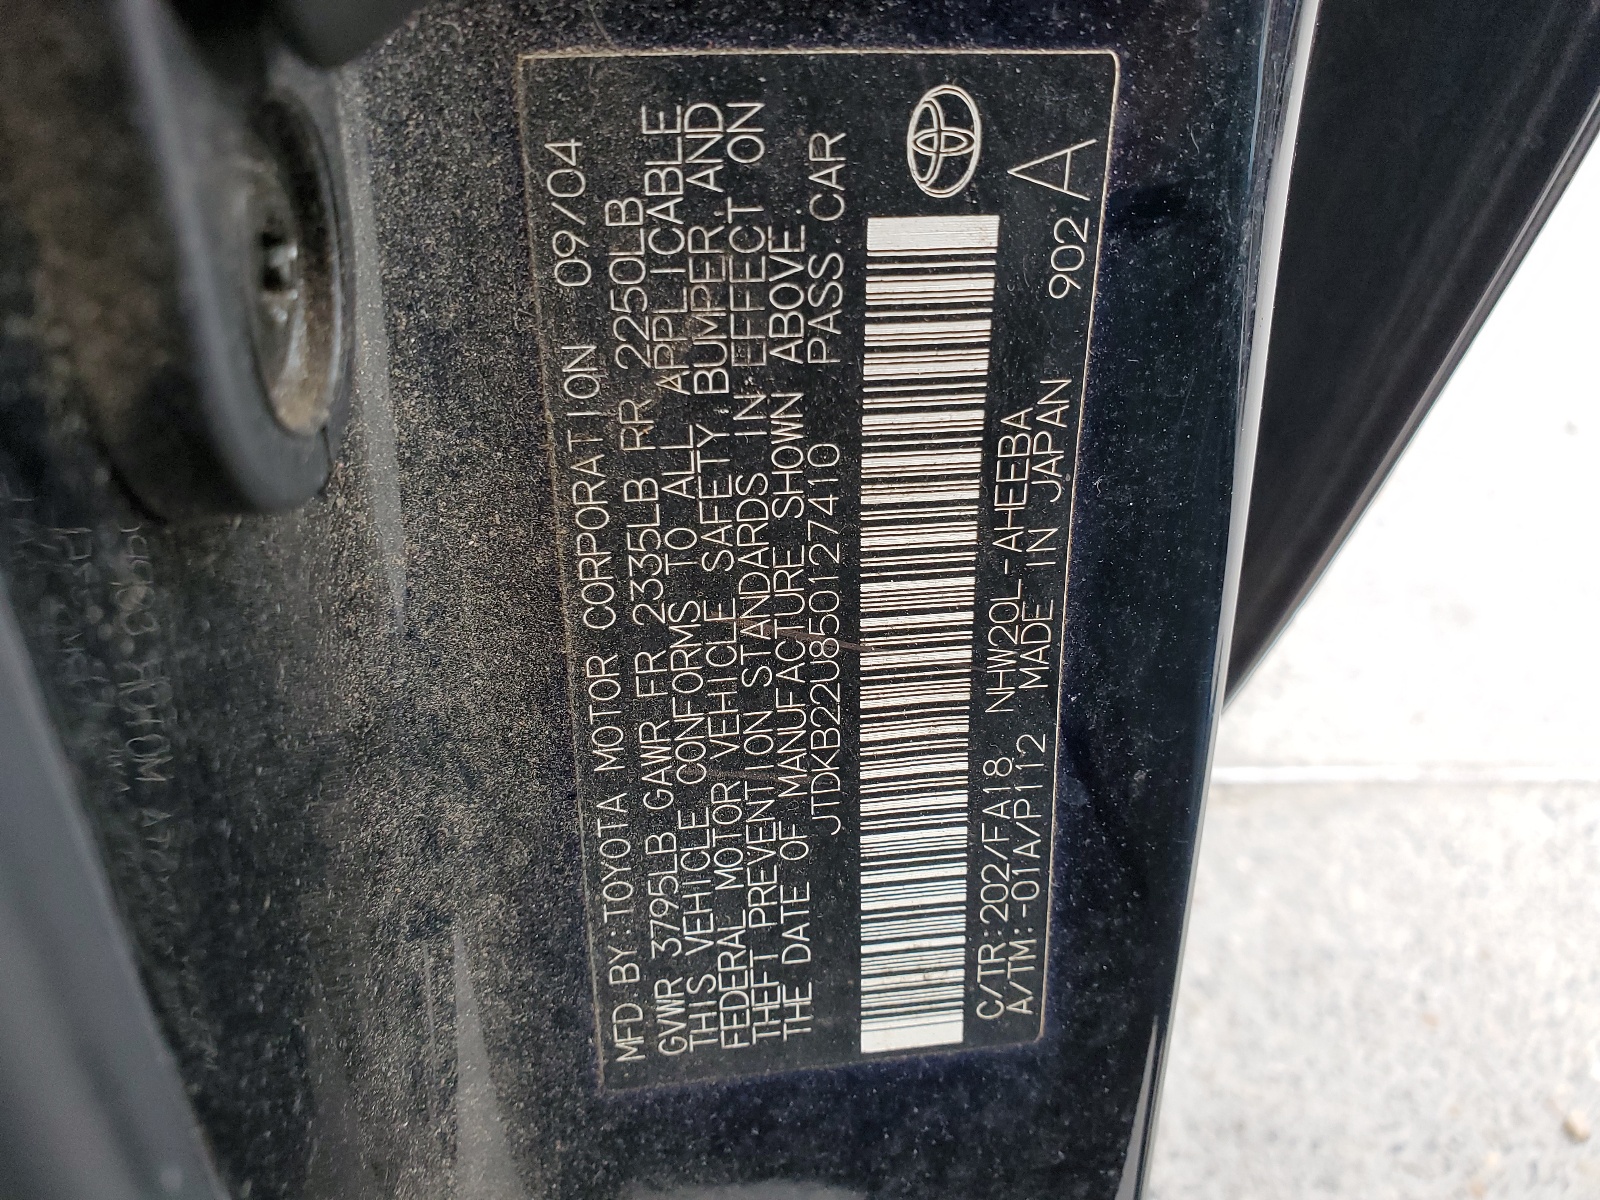 MFD BY:TOYOTA MOTOR CORPORATION 09/04
GVWR 3795LB GAWR FR 2335LB RR 2250LB
THIS VEHICLE CONFORMS TO ALL APPLICABLE
FEDERAL MOTOR VEHICLE SAFETY, BUMPER, AND
THEFT PREVENTION STANDARDS IN EFFECT ON
THE DATE OF MANUFACTURE SHOWN ABOVE.
JTDKB22U850127410 PASS. CAR
C/TR:202/FA18 NHW20L-AHEEBA
A/TM:-01A/P112 MADE IN JAPAN 902 A